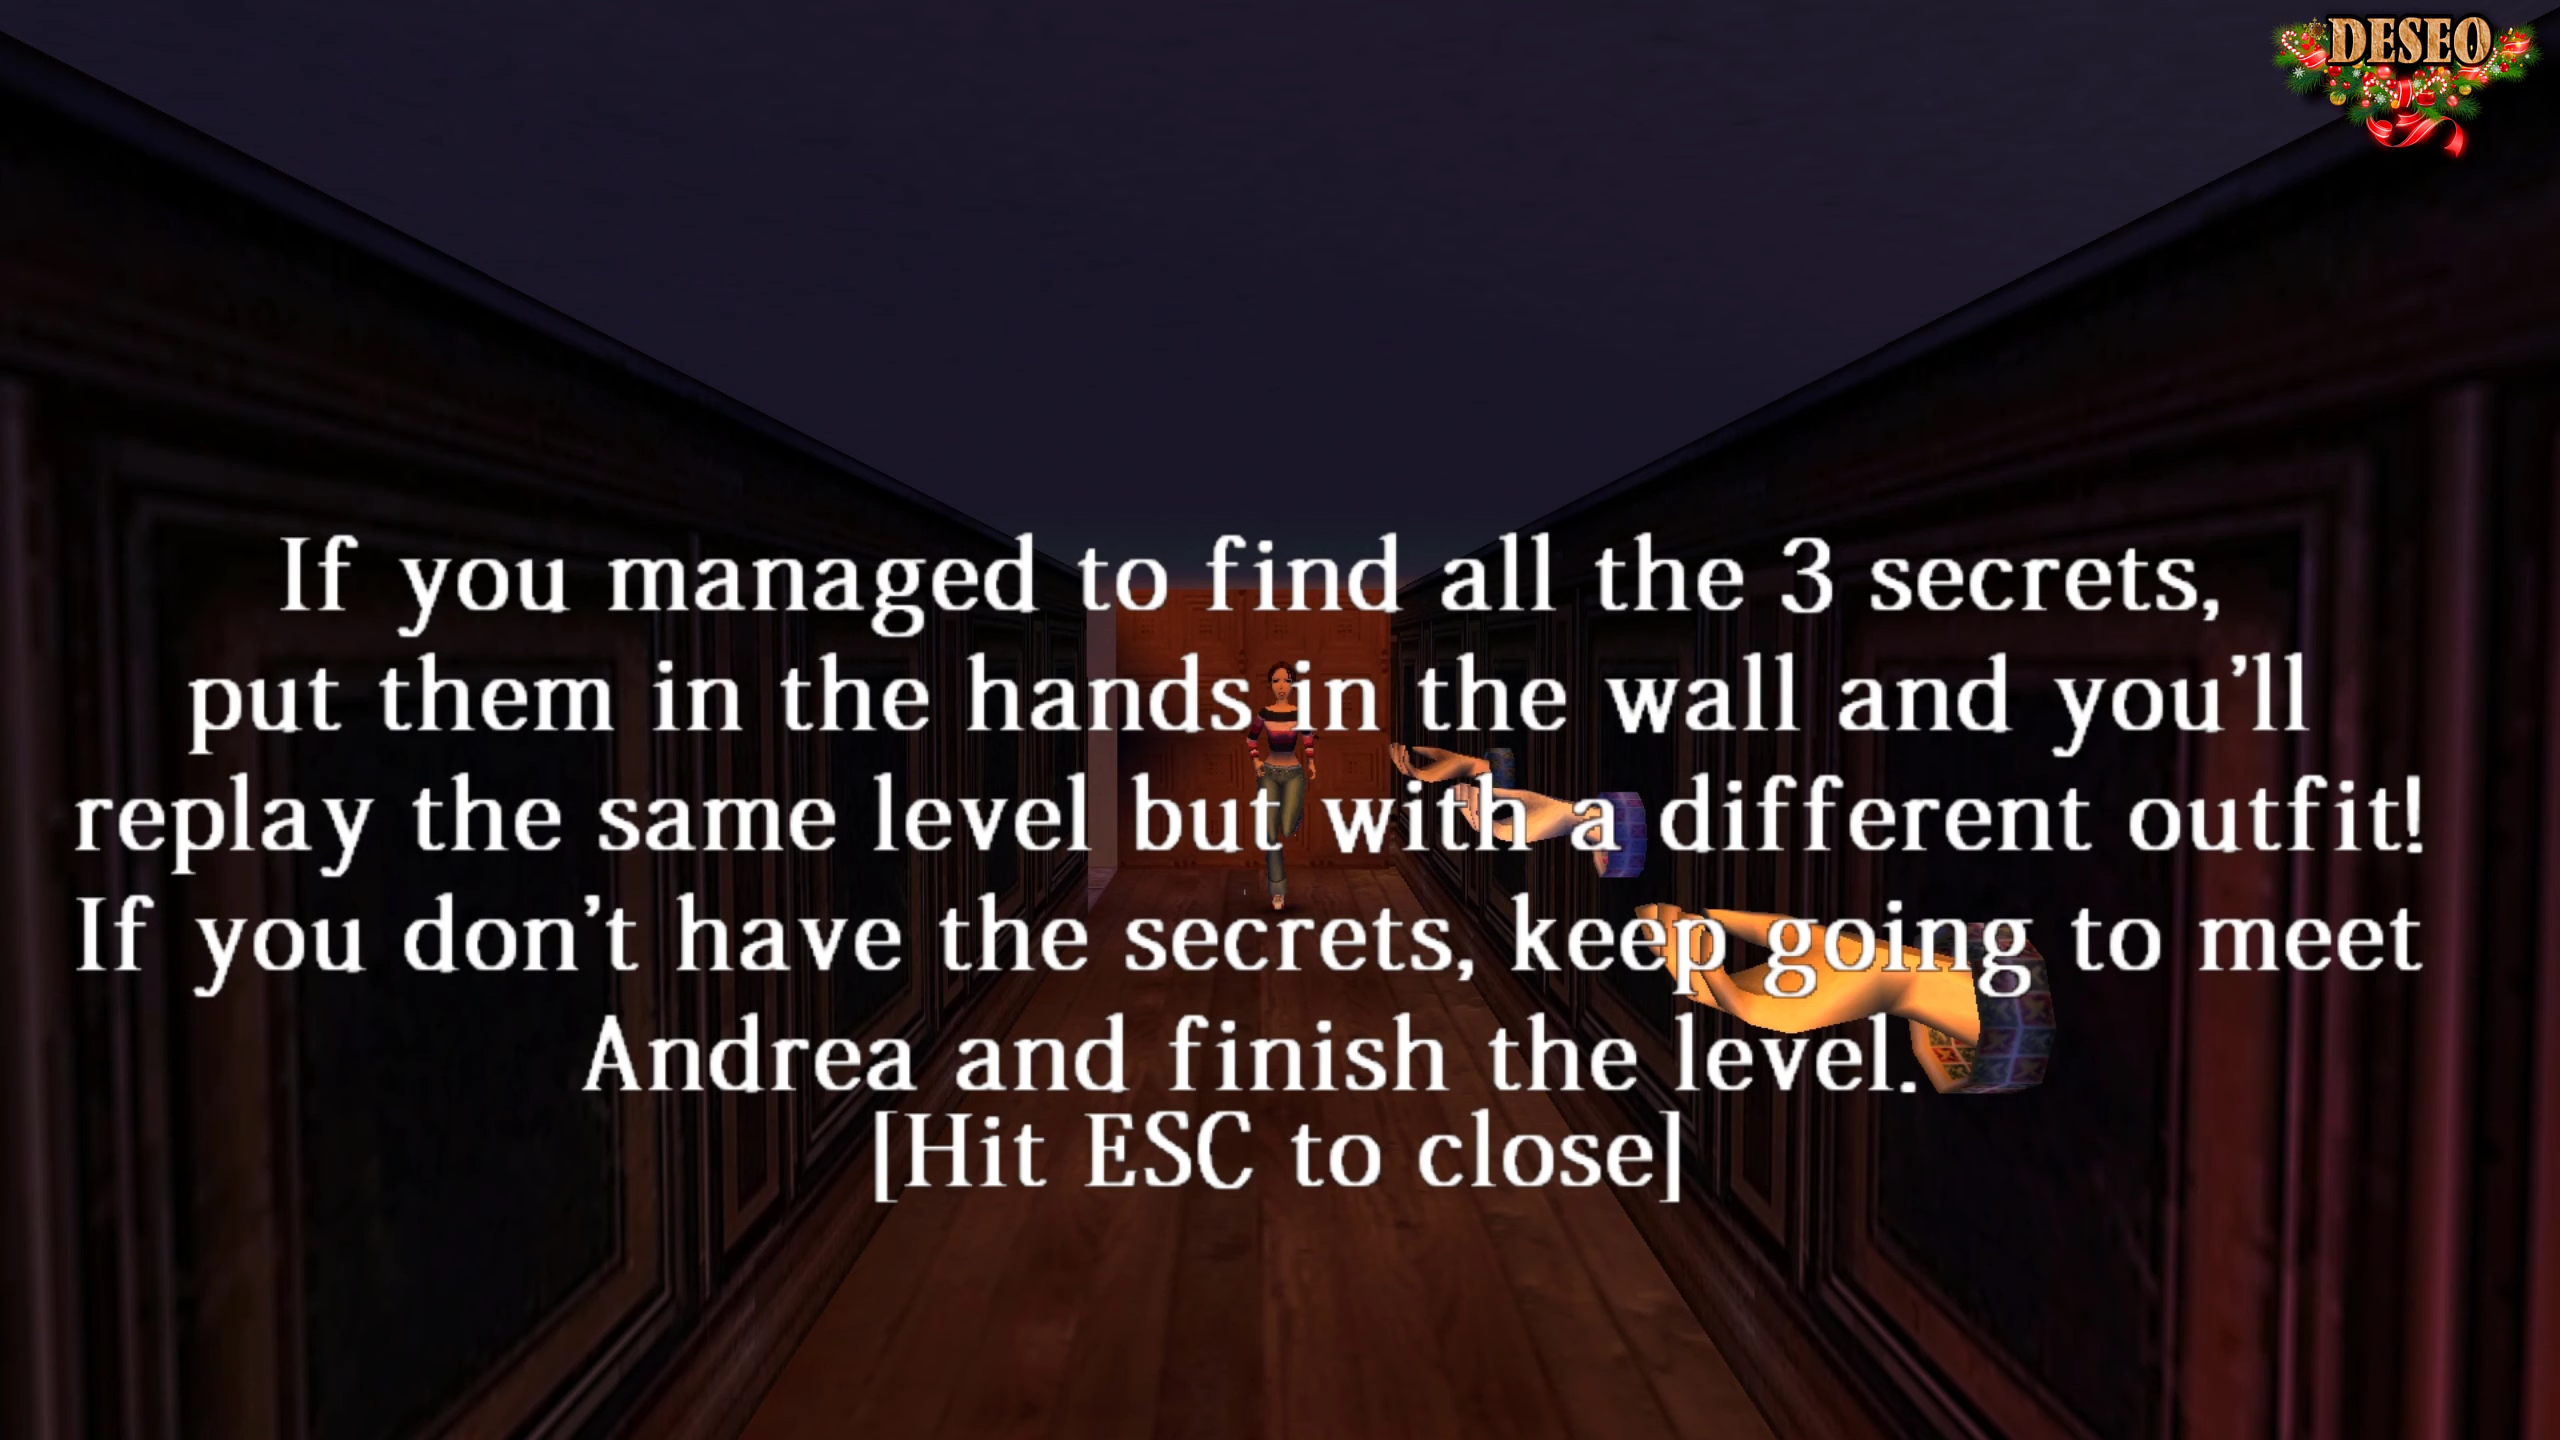 DESEO
If you managed to find all the 3 secrets,
put them in the hands in the wall and you'll
replay the same level but with a different outfit!
If you don't have the secrets, keep going to meet
Andrea and finish the level.
[Hit ESC to close]